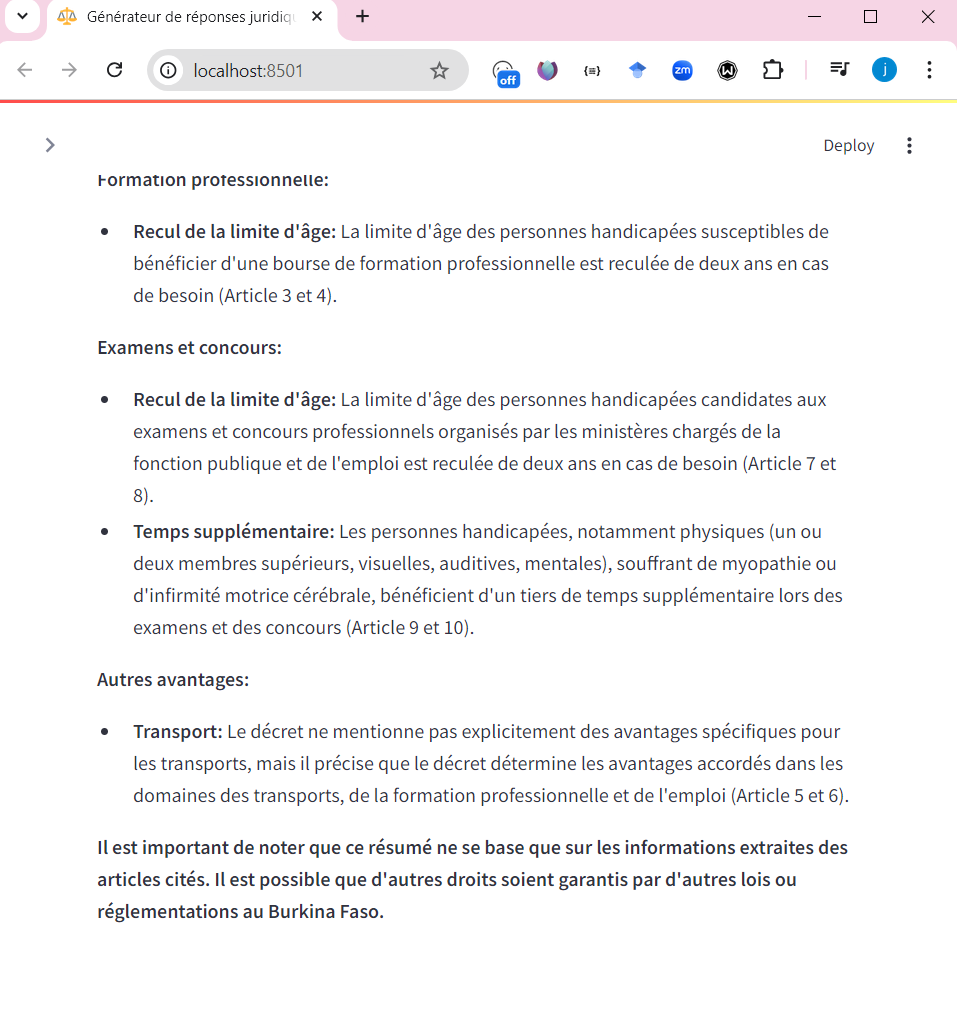 Générateur de réponses juridiq
localhost:8501
off
{≡}
zm
W
j
Deploy
Formation professionnelle:
Recul de la limite d'âge: La limite d'âge des personnes handicapées susceptibles de
bénéficier d'une bourse de formation professionnelle est reculée de deux ans en cas
de besoin (Article 3 et 4).
Examens et concours:
Recul de la limite d'âge: La limite d'âge des personnes handicapées candidates aux
examens et concours professionnels organisés par les ministères chargés de la
fonction publique et de l'emploi est reculée de deux ans en cas de besoin (Article 7 et
8).
Temps supplémentaire: Les personnes handicapées, notamment physiques (un ou
deux membres supérieurs, visuelles, auditives, mentales), souffrant de myopathie ou
d'infirmité motrice cérébrale, bénéficient d'un tiers de temps supplémentaire lors des
examens et des concours (Article 9 et 10).
Autres avantages:
Transport: Le décret ne mentionne pas explicitement des avantages spécifiques pour
les transports, mais il précise que le décret détermine les avantages accordés dans les
domaines des transports, de la formation professionnelle et de l'emploi (Article 5 et 6).
Il est important de noter que ce résumé ne se base que sur les informations extraites des
articles cités. Il est possible que d'autres droits soient garantis par d'autres lois ou
réglementations au Burkina Faso.